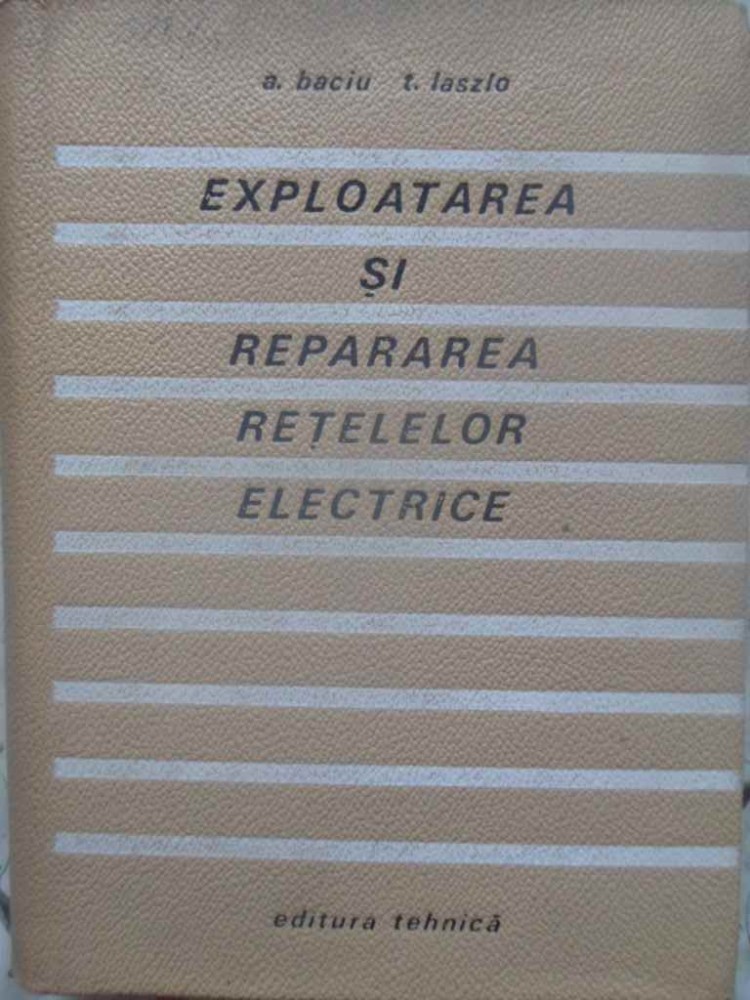 a. baciu t. laszlo
EXPLOATAREA
ȘI
REPARAREA
REȚELELOR
ELECTRICE
editura tehnică